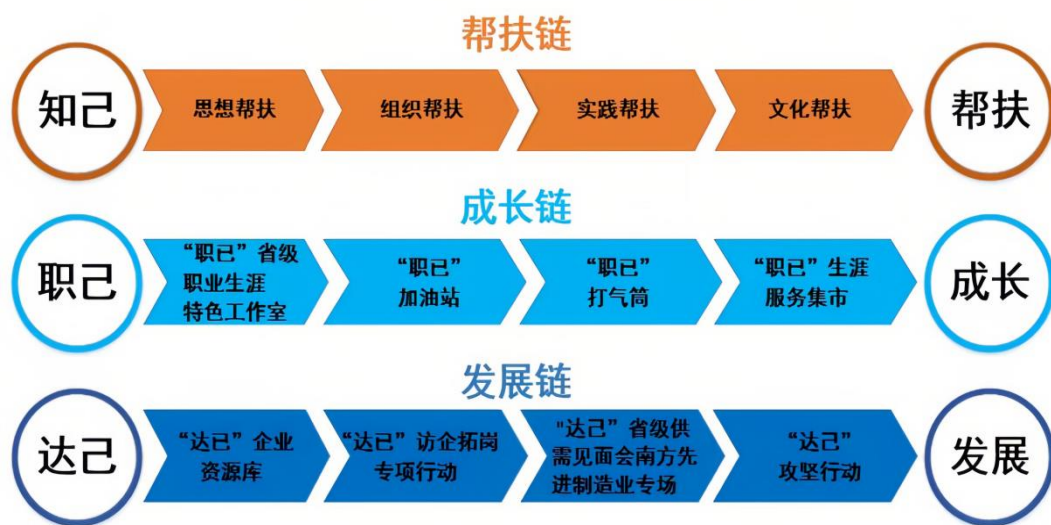 帮扶链
知己
思想帮扶
组织帮扶
实践帮扶
文化帮扶
帮扶
成长链
职己
“职已”省级
职业生涯
特色工作室
“职已”
加油站
“职已”
打气筒
“职已”生涯
服务集市
成长
发展链
达己
“达已”企业
资源库
“达已”访企拓岗
专项行动
"达己”省级供
需见面会南方先
进制造业专场
“达己”
攻坚行动
发展